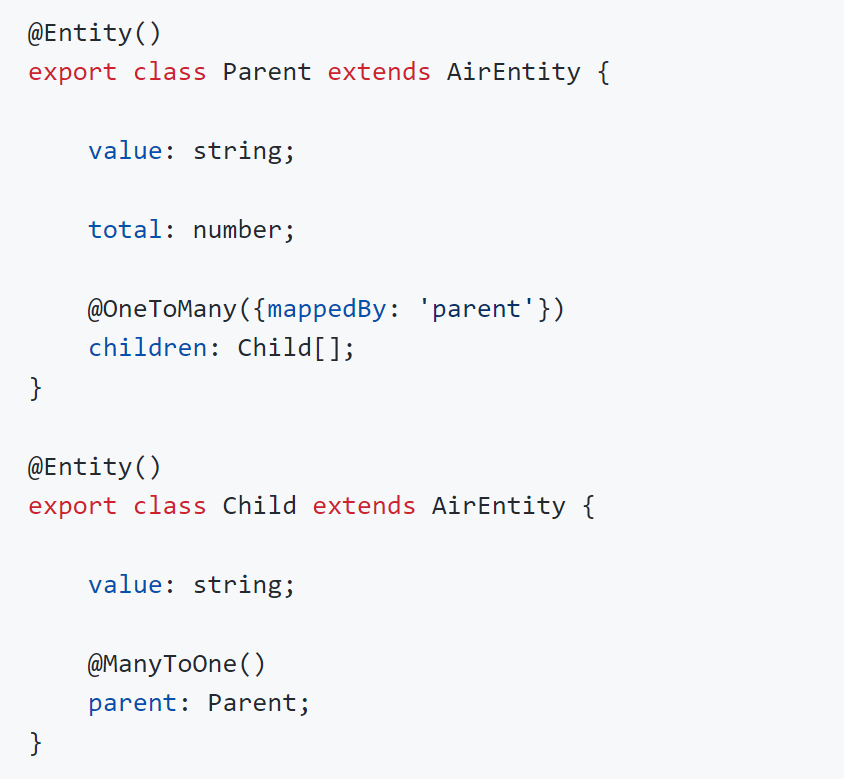 @Entity()
export class Parent extends AirEntity {
value: string;
total: number;
@OneToMany({mappedBy: 'parent'})
children: Child[];
}
@Entity()
export class Child extends AirEntity {
value: string;
@ManyToOne()
parent: Parent;
}